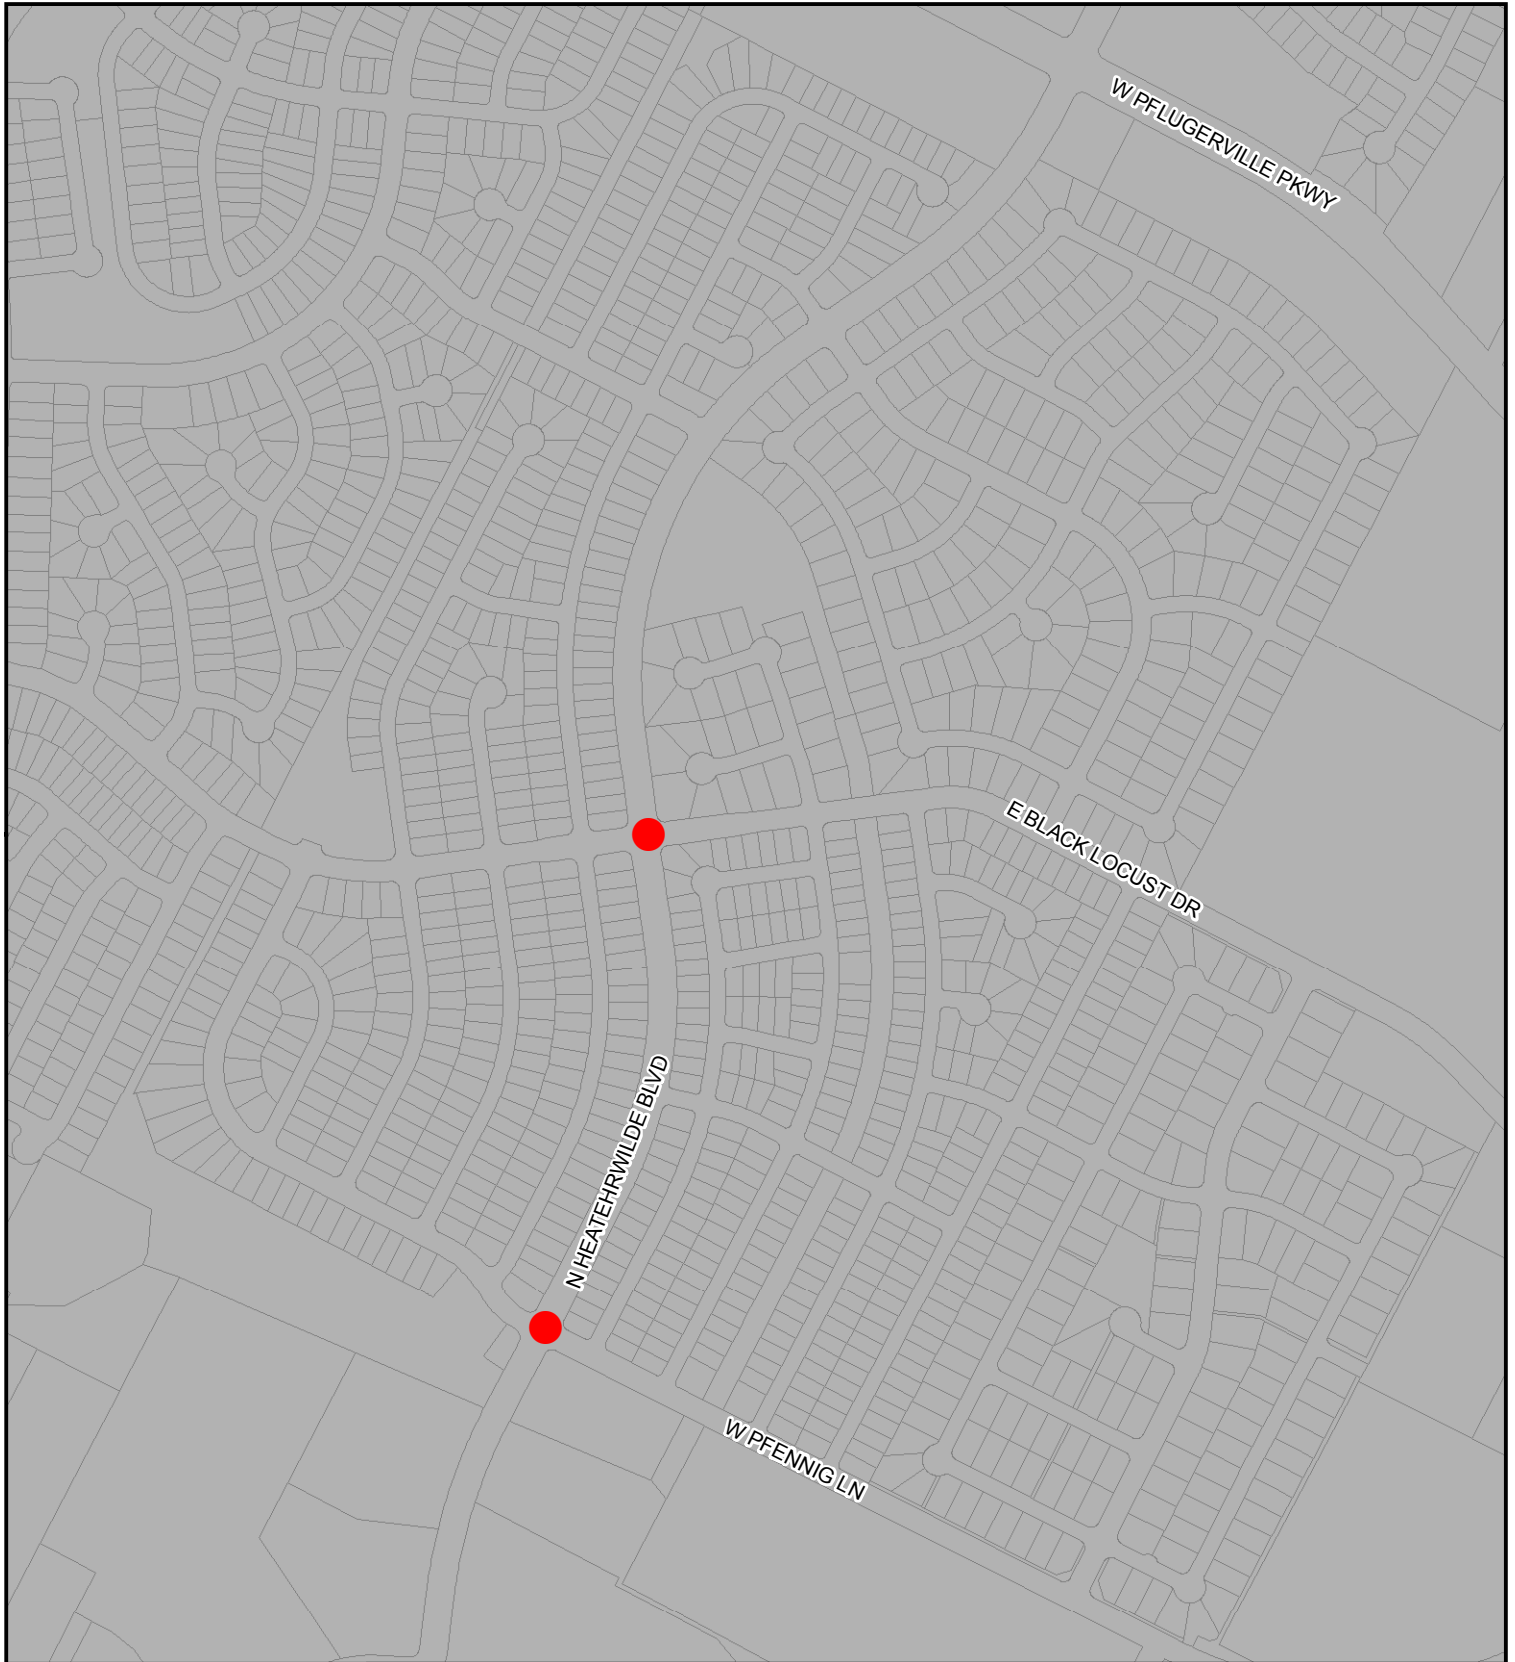 W PFLUGERVILLE PKWY
E BLACK LOCUST DR
N HEATEHRWILDE BLVD
W PFENNIG LN